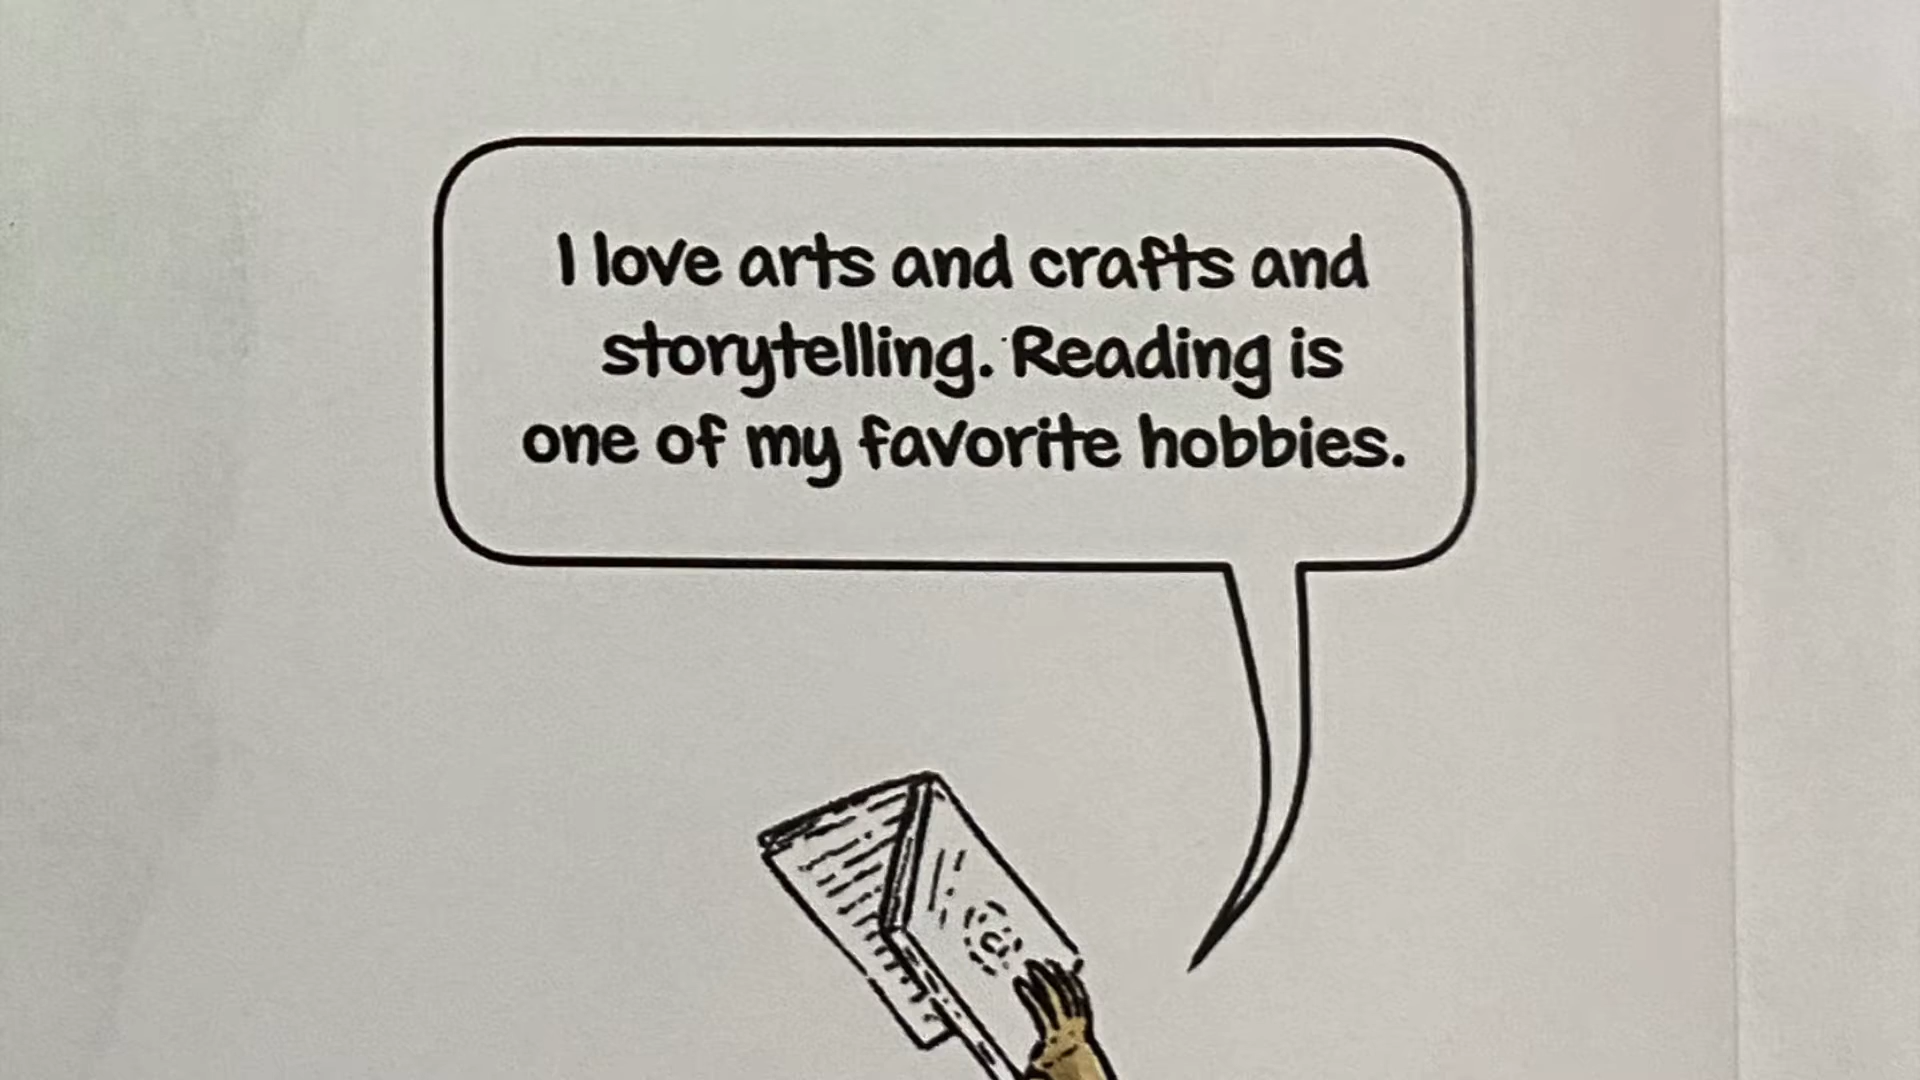 I love arts and crafts and
storytelling. Reading is
one of my favorite hobbies.